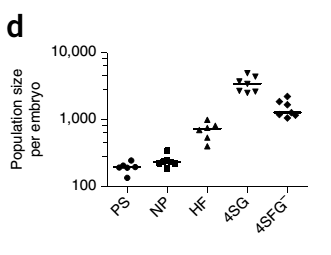 d
Population size
per embryo
10,000
1,000
100
PS
NP
HF
4SG
4SFG⁻